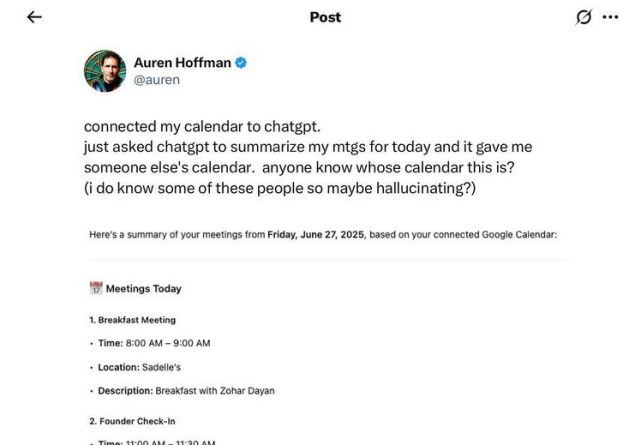 Post
Auren Hoffman
@auren
connected my calendar to chatgpt.
just asked chatgpt to summarize my mtgs for today and it gave me
someone else's calendar. anyone know whose calendar this is?
(i do know some of these people so maybe hallucinating?)
Here's a summary of your meetings from Friday, June 27, 2025, based on your connected Google Calendar:
17 Meetings Today
1. Breakfast Meeting
• Time: 8:00 AM – 9:00 AM
• Location: Sadelle's
• Description: Breakfast with Zohar Dayan
2. Founder Check-In
• Time: 11:00 AM – 11:30 AM